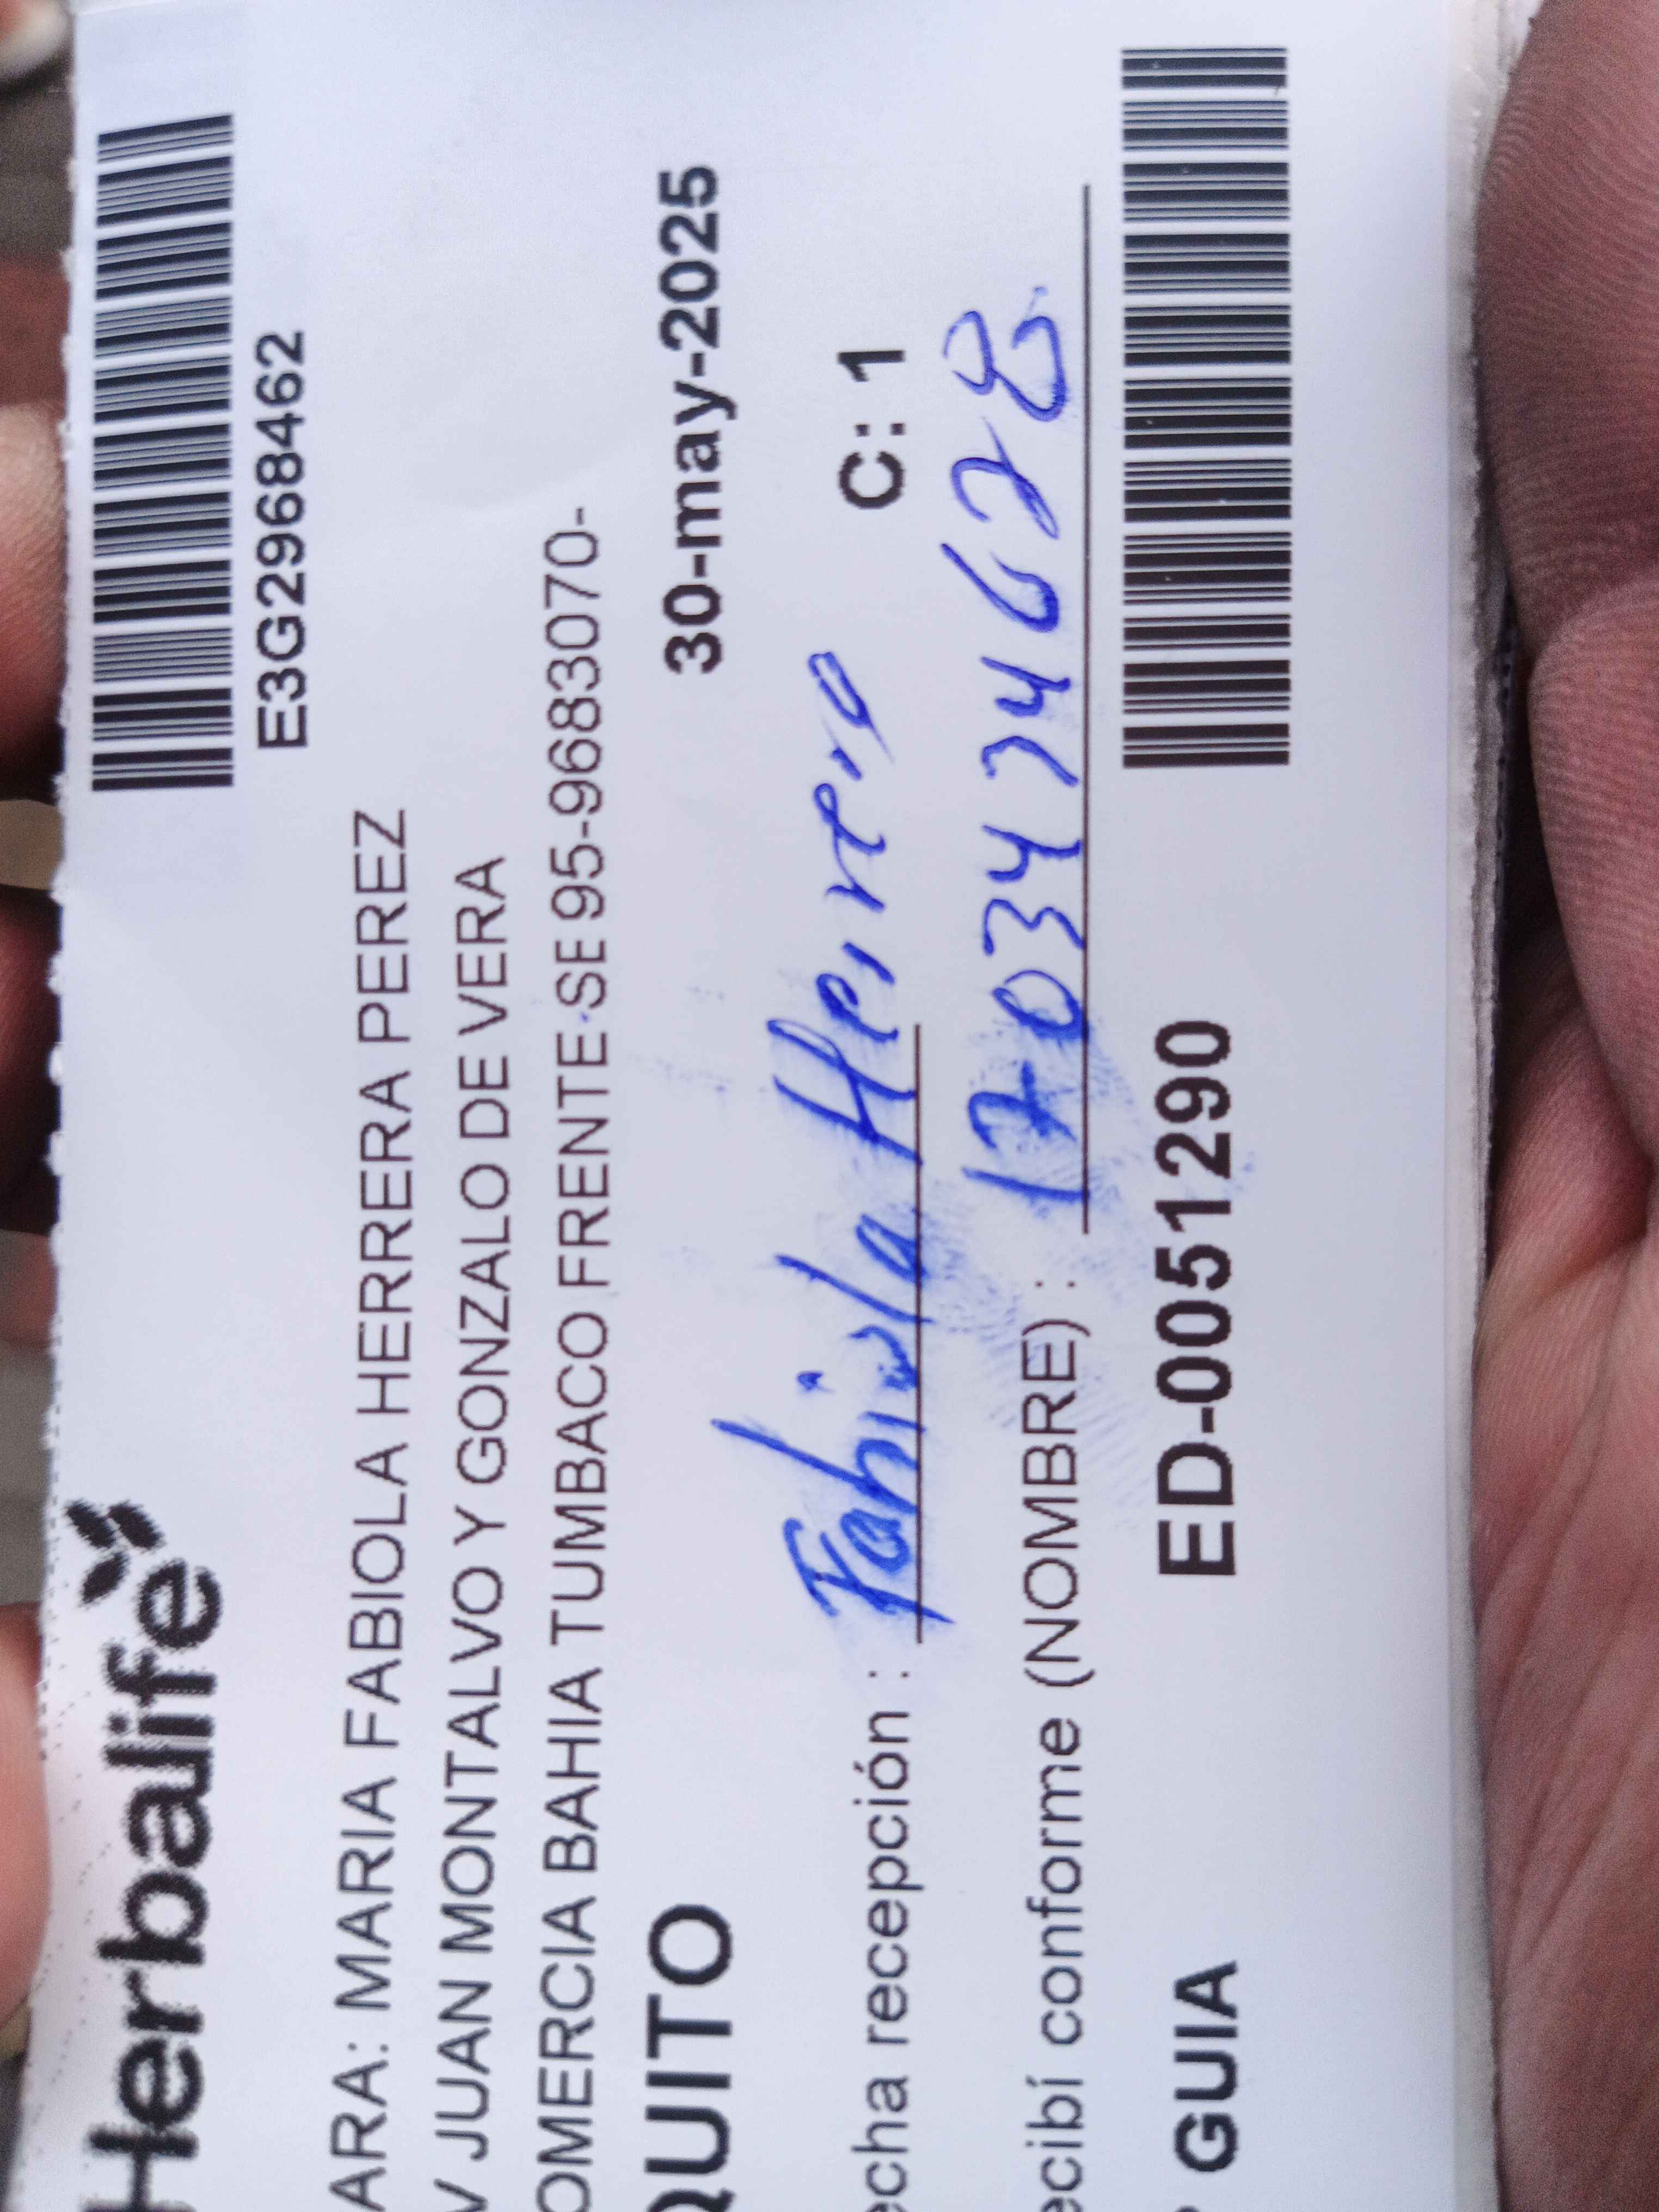 Herbalife
E3G2968462
ARA: MARIA FABIOLA HERRERA PEREZ
V JUAN MONTALVO Y GONZALO DE VERA
OMERCIA BAHIA TUMBACO FRENTE SE 95-9683070-
QUITO 30-may-2025
echa recepción : Fabiola Herrera C: 1
ecibí conforme (NOMBRE) :
GUIA ED-0051290